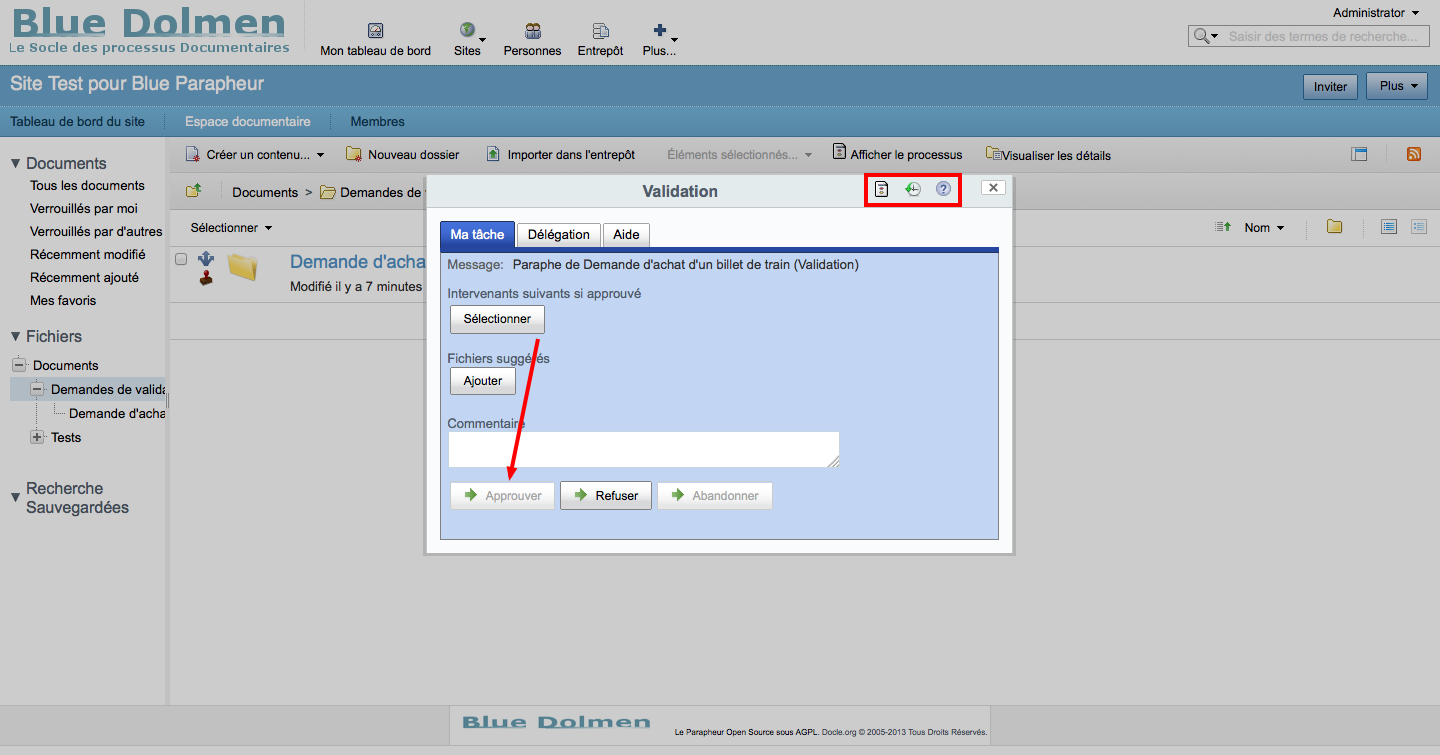 Blue Dolmen
Le Socle des processus Documentaires
Mon tableau de bord
Sites
Personnes
Entrepôt
Plus...
Administrator
Saisir des termes de recherche...
Site Test pour Blue Parapheur
Inviter
Plus
Tableau de bord du site
Espace documentaire
Membres
Documents
Tous les documents
Verrouillés par moi
Verrouillés par d'autres
Récemment modifié
Récemment ajouté
Mes favoris
Fichiers
Documents
Demandes de valida
Demande d'acha
Tests
Recherche
Sauvegardées
Créer un contenu...
Nouveau dossier
Importer dans l'entrepôt
Éléments sélectionnés...
Afficher le processus
Visualiser les détails
Documents > Demandes de
Sélectionner
Nom
Demande d'acha
Modifié il y a 7 minutes
Validation
Ma tâche
Délégation
Aide
Message: Paraphe de Demande d'achat d'un billet de train (Validation)
Intervenants suivants si approuvé
Sélectionner
Fichiers suggérés
Ajouter
Commentaire
Approuver
Refuser
Abandonner
Blue Dolmen
Le Parapheur Open Source sous AGPL. Docle.org © 2005-2013 Tous Droits Réservés.